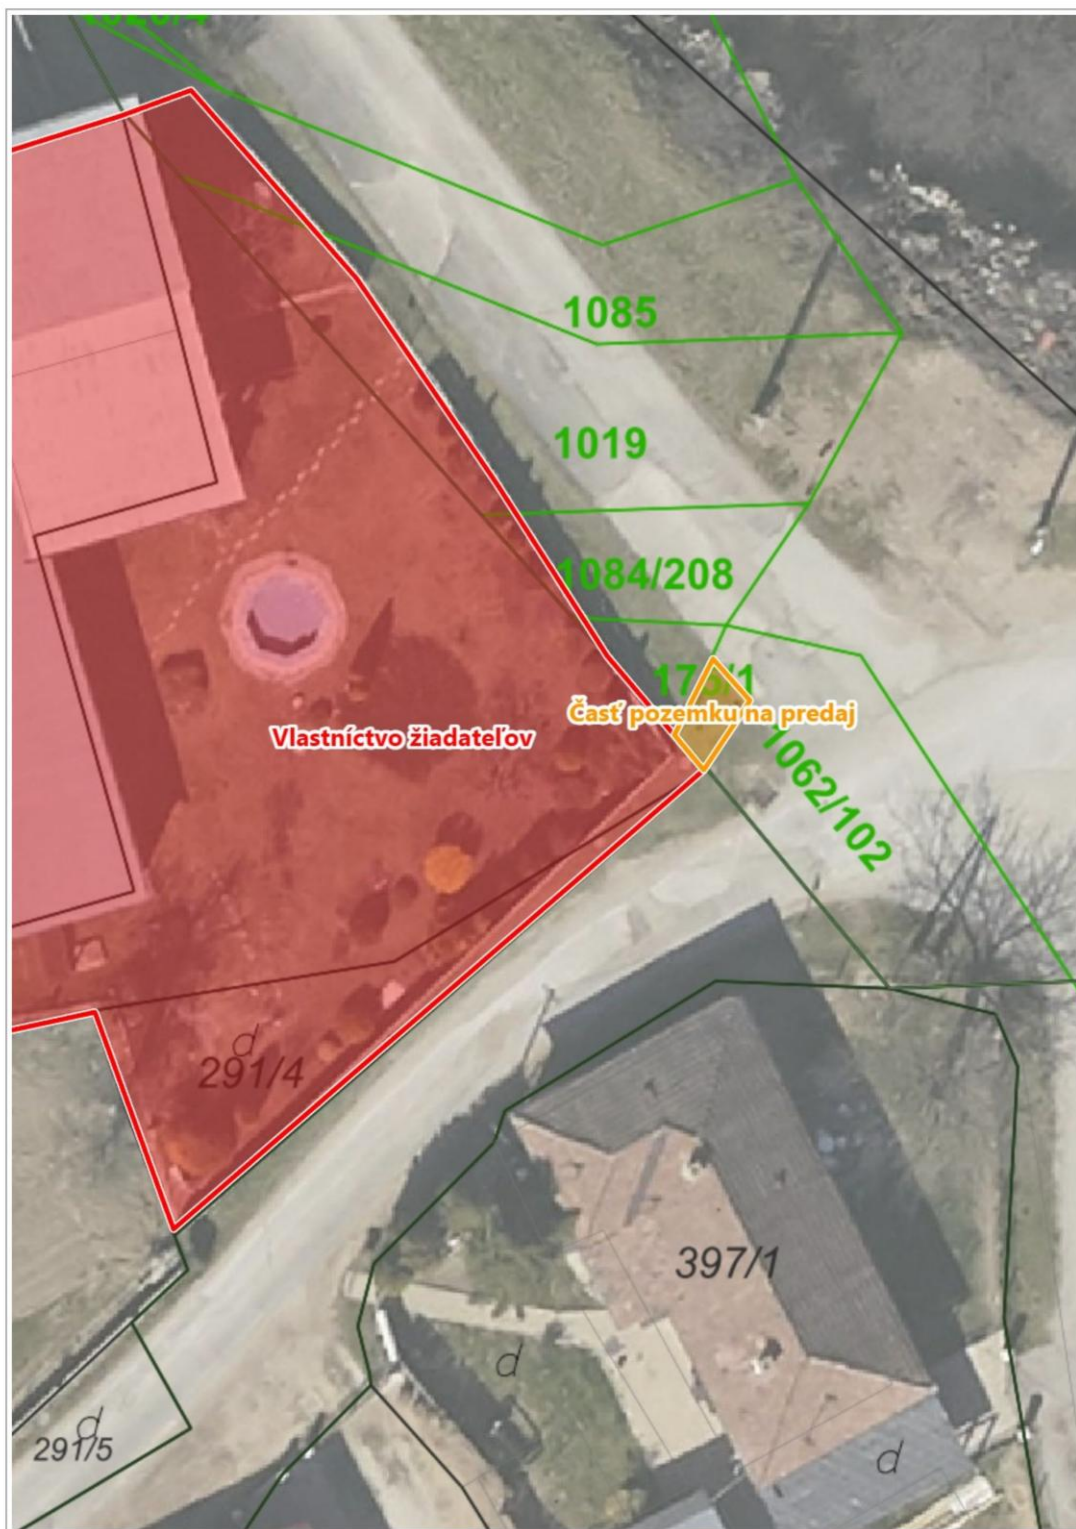 1085
1019
1084/208
Časť pozemku na predaj
Vlastníctvo žiadateľov
1062/102
d
291/4
397/1
d
d
291/5
d